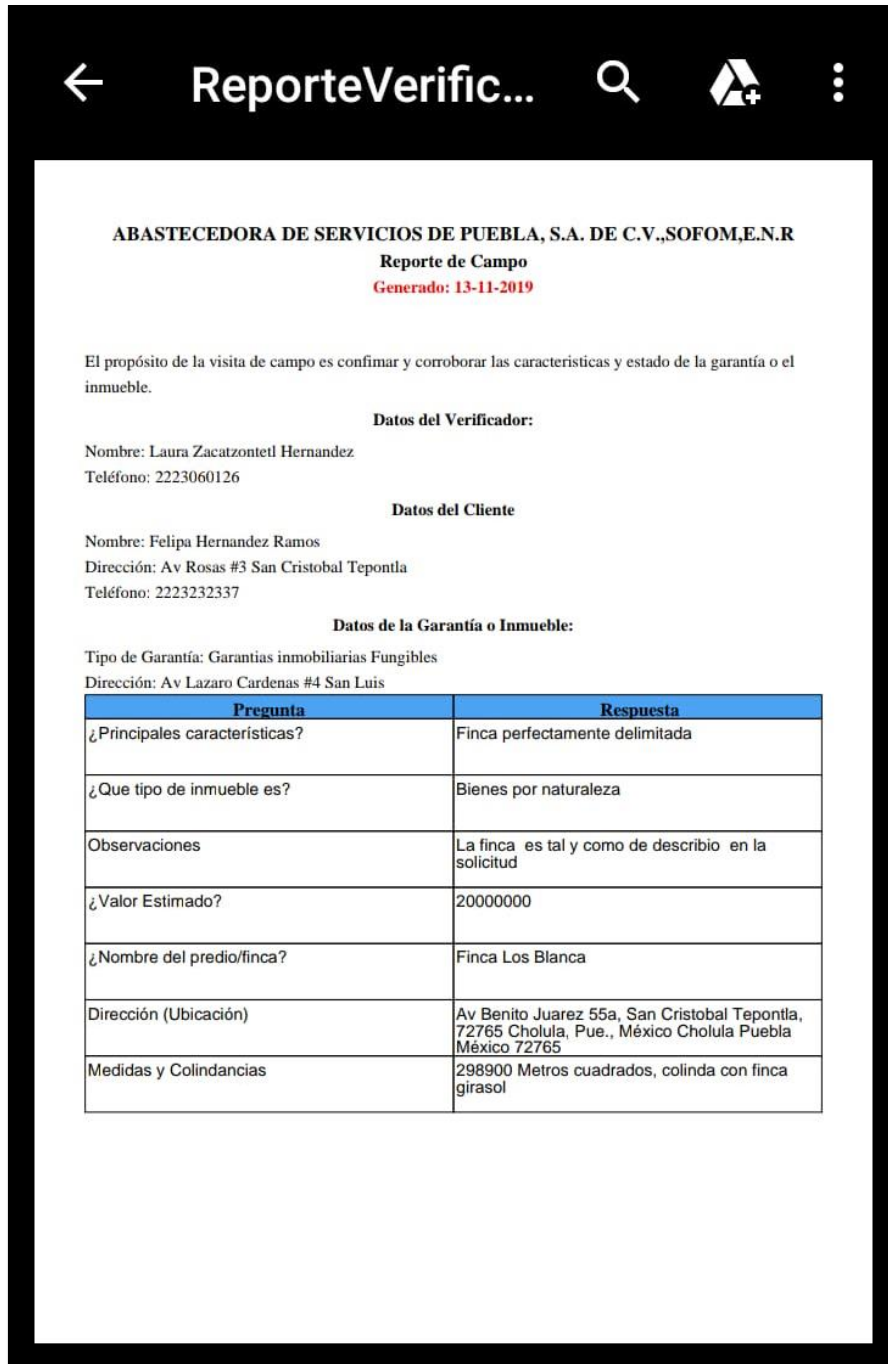 ReporteVerific...
ABASTECEDORA DE SERVICIOS DE PUEBLA, S.A. DE C.V.,SOFOM,E.N.R
Reporte de Campo
Generado: 13-11-2019
El propósito de la visita de campo es confimar y corroborar las caracteristicas y estado de la garantía o el
inmueble.
Datos del Verificador:
Nombre: Laura Zacatzontetl Hernandez
Teléfono: 2223060126
Datos del Cliente
Nombre: Felipa Hernandez Ramos
Dirección: Av Rosas #3 San Cristobal Tepontla
Teléfono: 2223232337
Datos de la Garantía o Inmueble:
Tipo de Garantía: Garantias inmobiliarias Fungibles
Dirección: Av Lazaro Cardenas #4 San Luis
Pregunta Respuesta
¿Principales características? Finca perfectamente delimitada
¿Que tipo de inmueble es? Bienes por naturaleza
Observaciones La finca es tal y como de describio en la
solicitud
¿Valor Estimado? 20000000
¿Nombre del predio/finca? Finca Los Blanca
Dirección (Ubicación) Av Benito Juarez 55a, San Cristobal Tepontla,
72765 Cholula, Pue., México Cholula Puebla
México 72765
Medidas y Colindancias 298900 Metros cuadrados, colinda con finca
girasol